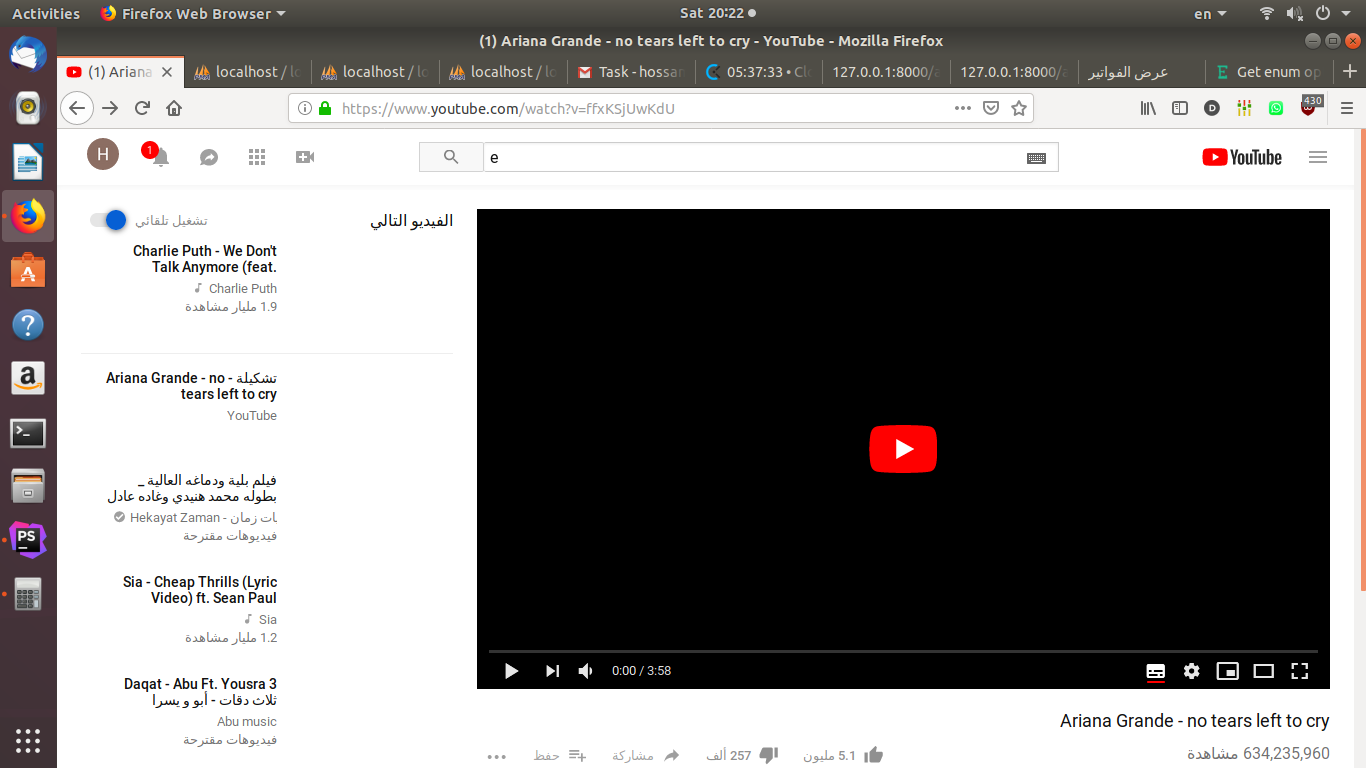 Activities
Firefox Web Browser
Sat 20:22
en
(1) Ariana Grande - no tears left to cry - YouTube - Mozilla Firefox
(1) Ariana
localhost / lo
localhost / lo
localhost / lo
Task - hossar
05:37:33 • Clo
127.0.0.1:8000/a
127.0.0.1:8000/a
عرض الفواتير
Get enum op
https://www.youtube.com/watch?v=ffxKSjUwKdU
430
H
1
e
YouTube
تشغيل تلقائي
الفيديو التالي
Charlie Puth - We Don't
Talk Anymore (feat.
Charlie Puth
1.9 مليار مشاهدة
تشكيلة - Ariana Grande - no
tears left to cry
YouTube
فيلم بلية ودماغه العالية _
بطوله محمد هنيدي وغاده عادل
ات زمان - Hekayat Zaman
فيديوهات مقترحة
Sia - Cheap Thrills (Lyric
Video) ft. Sean Paul
Sia
1.2 مليار مشاهدة
Daqat - Abu Ft. Yousra 3
ثلاث دقات - أبو و يسرا
Abu music
فيديوهات مقترحة
0:00 / 3:58
Ariana Grande - no tears left to cry
634,235,960 مشاهدة
5.1 مليون
257 ألف
مشاركة
حفظ
D
a
PS